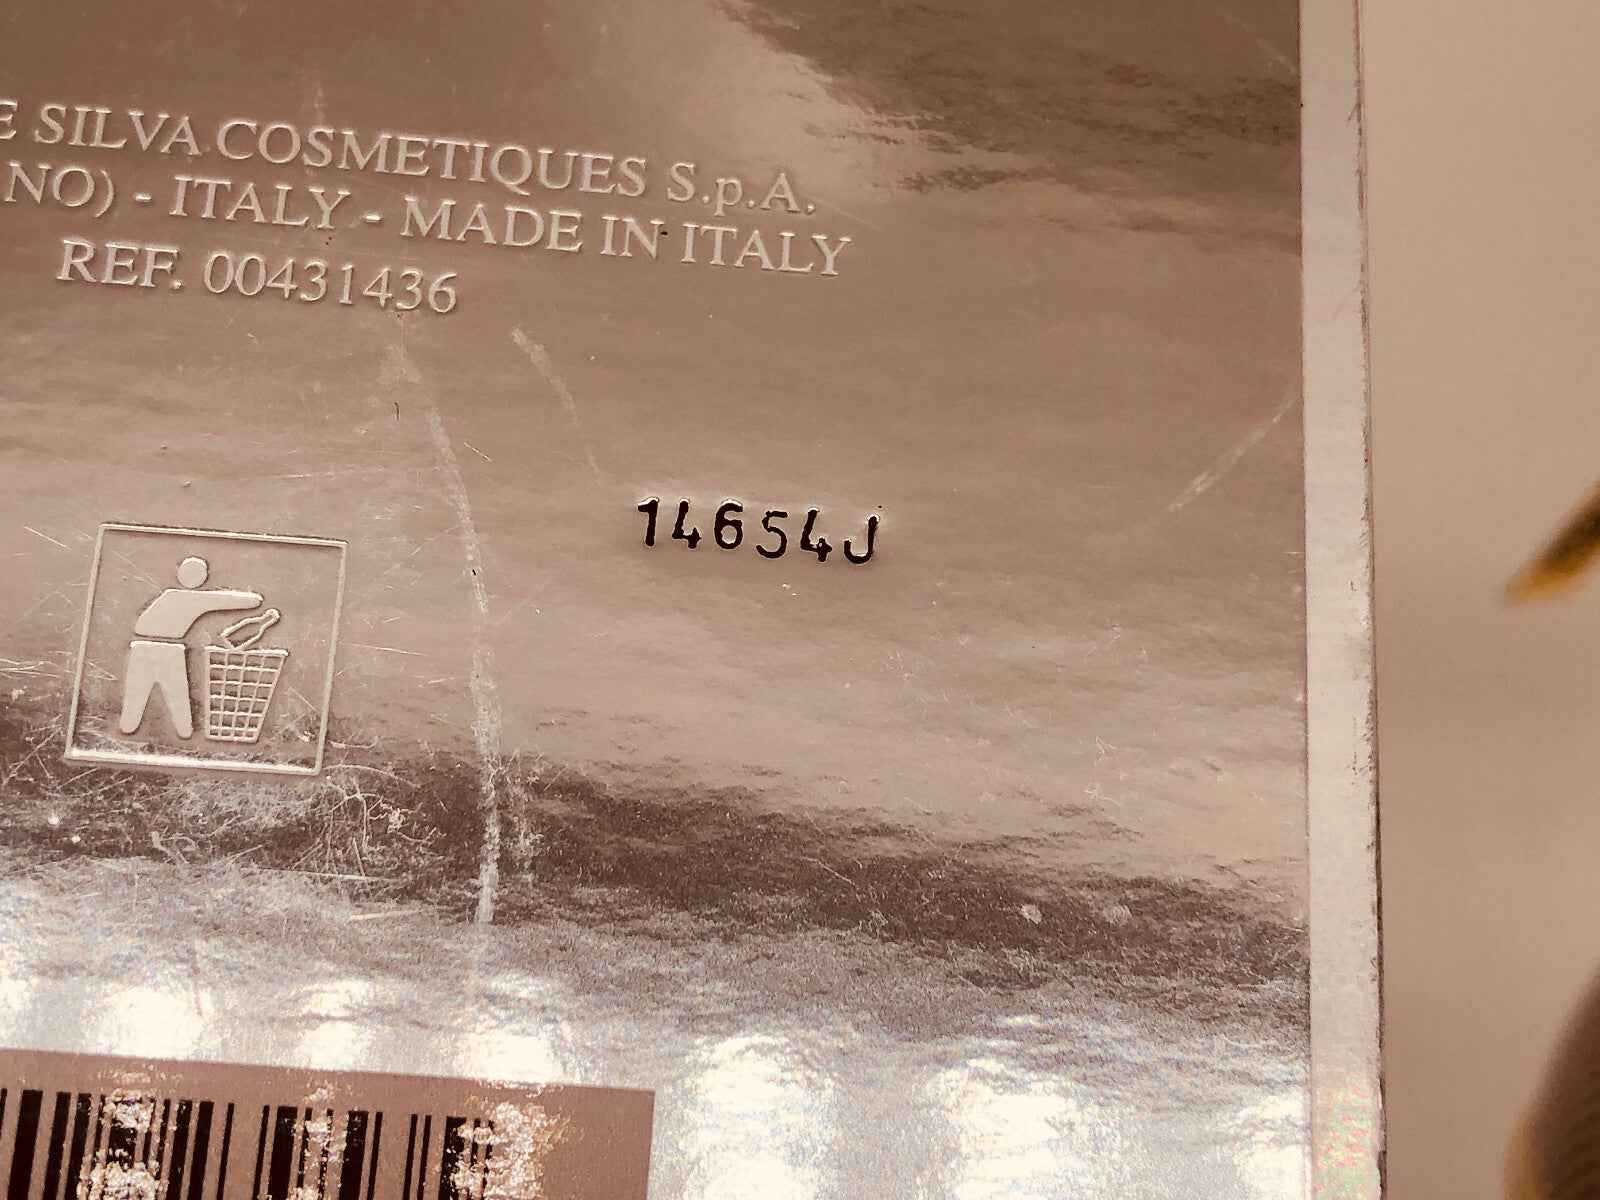 E SILVA COSMETIQUES S.p.A.
NO) - ITALY - MADE IN ITALY
REF. 00431436
14654J